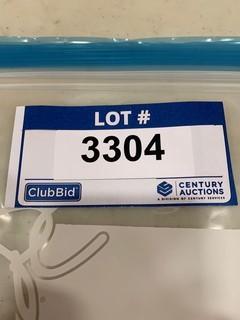 LOT #
3304
ClubBid
CENTURY
AUCTIONS
A DIVISION OF CENTURY SERVICES